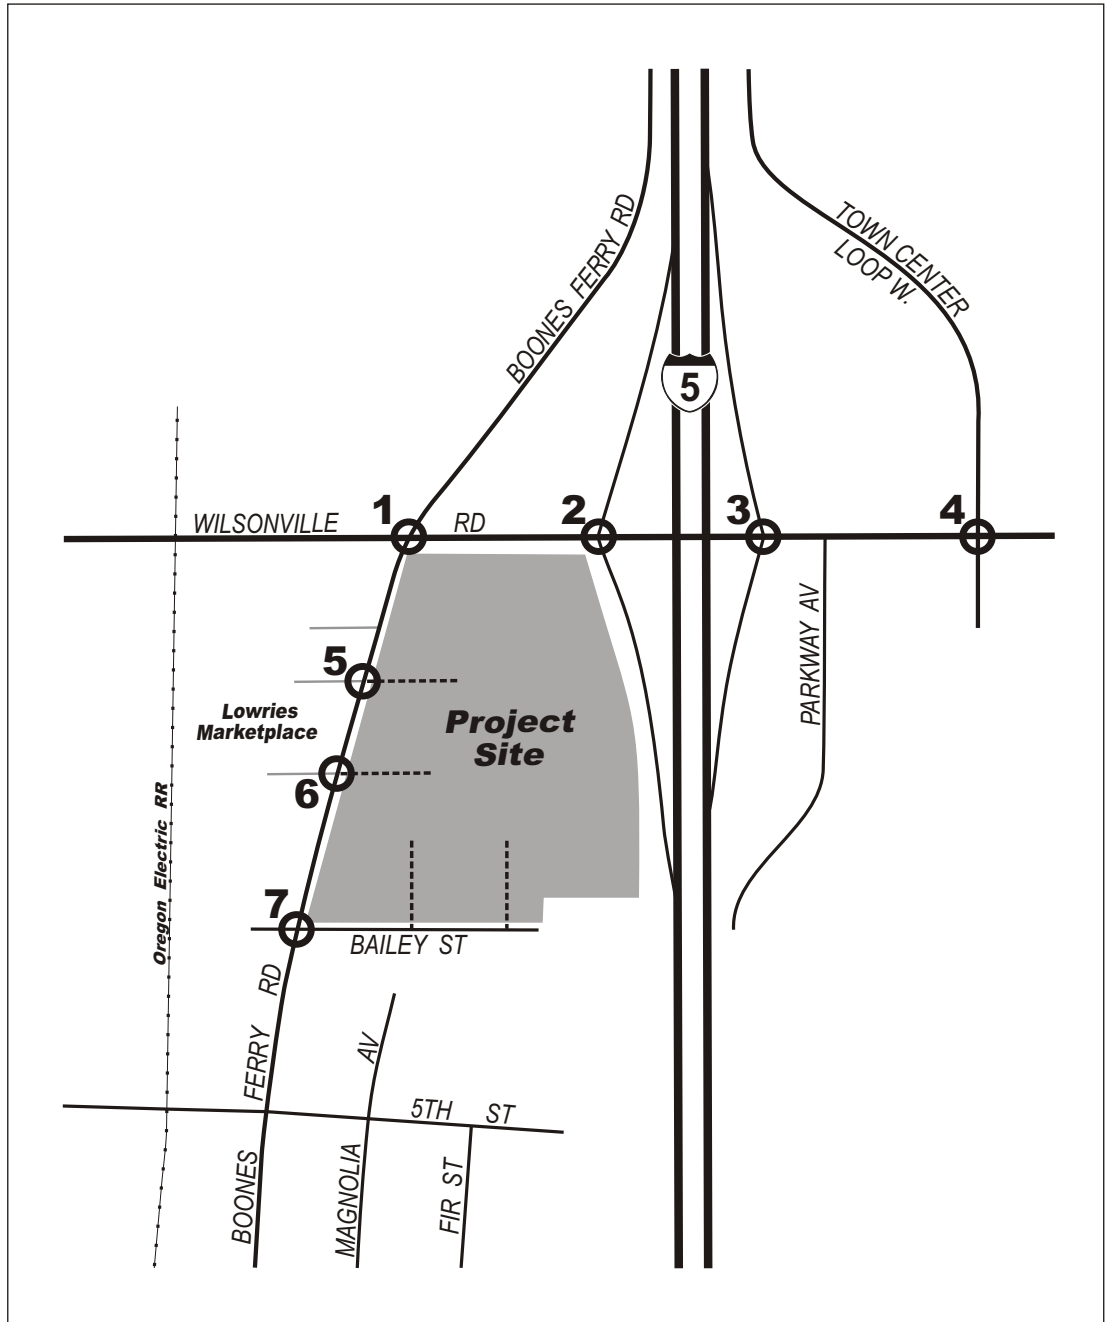 BOONES FERRY RD
TOWN CENTER
LOOP W.
5
WILSONVILLE RD
1
2
3
4
PARKWAY AV
5
Lowries
Marketplace
Project
Site
6
Oregon Electric RR
7
BAILEY ST
BOONES FERRY RD
MAGNOLIA AV
5TH ST
FIR ST